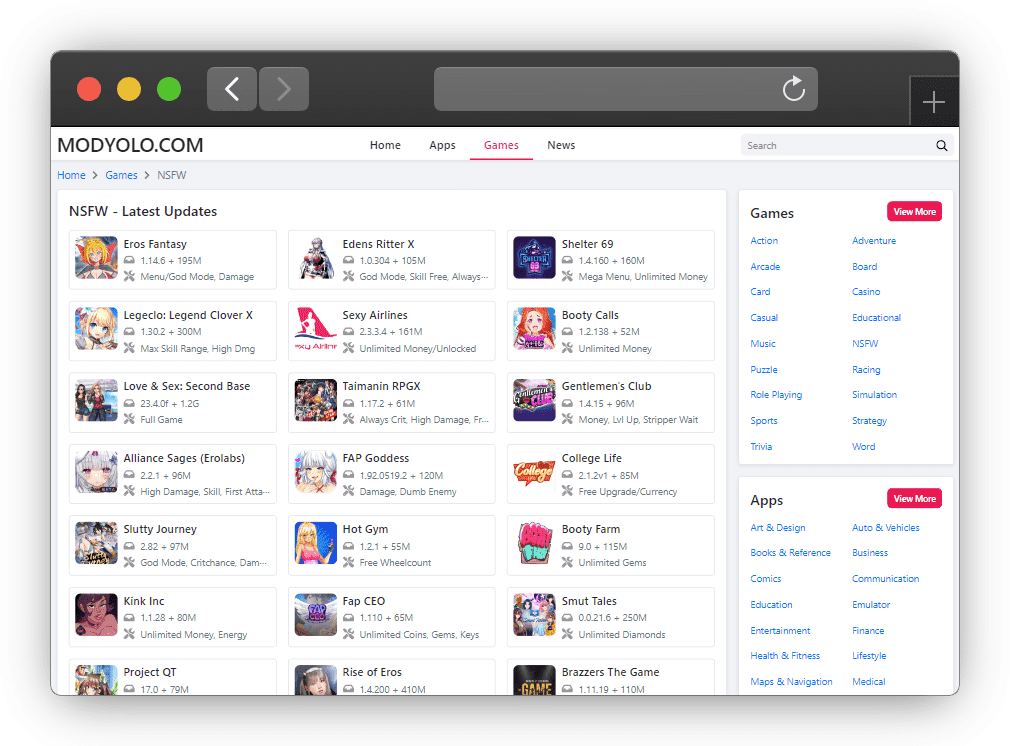 MODYOLO.COM
Home Apps Games News
Search
Home > Games > NSFW
NSFW - Latest Updates
Eros Fantasy
1.14.6 + 195M
Menu/God Mode, Damage
Edens Ritter X
1.0.304 + 105M
God Mode, Skill Free, Always···
Shelter 69
1.4.160 + 160M
Mega Menu, Unlimited Money
Legeclo: Legend Clover X
1.30.2 + 300M
Max Skill Range, High Dmg
Sexy Airlines
2.3.3.4 + 161M
Unlimited Money/Unlocked
Booty Calls
1.2.138 + 52M
Unlimited Money
Love & Sex: Second Base
23.4.0f + 1.2G
Full Game
Taimanin RPGX
1.17.2 + 61M
Always Crit, High Damage, Fr···
Gentlemen's Club
1.4.15 + 96M
Money, Lvl Up, Stripper Wait
Alliance Sages (Erolabs)
2.2.1 + 96M
High Damage, Skill, First Atta···
FAP Goddess
1.92.0519.2 + 120M
Damage, Dumb Enemy
College Life
2.1.2v1 + 85M
Free Upgrade/Currency
Slutty Journey
2.82 + 97M
God Mode, Critchance, Dam···
Hot Gym
1.2.1 + 55M
Free Wheelcount
Booty Farm
9.0 + 115M
Unlimited Gems
Kink Inc
1.1.28 + 80M
Unlimited Money, Energy
Fap CEO
1.110 + 65M
Unlimited Coins, Gems, Keys
Smut Tales
0.0.21.6 + 250M
Unlimited Diamonds
Project QT
17.0 + 79M
Rise of Eros
1.4.200 + 410M
Brazzers The Game
1.11.19 + 110M
Games View More
Action Adventure
Arcade Board
Card Casino
Casual Educational
Music NSFW
Puzzle Racing
Role Playing Simulation
Sports Strategy
Trivia Word
Apps View More
Art & Design Auto & Vehicles
Books & Reference Business
Comics Communication
Education Emulator
Entertainment Finance
Health & Fitness Lifestyle
Maps & Navigation Medical